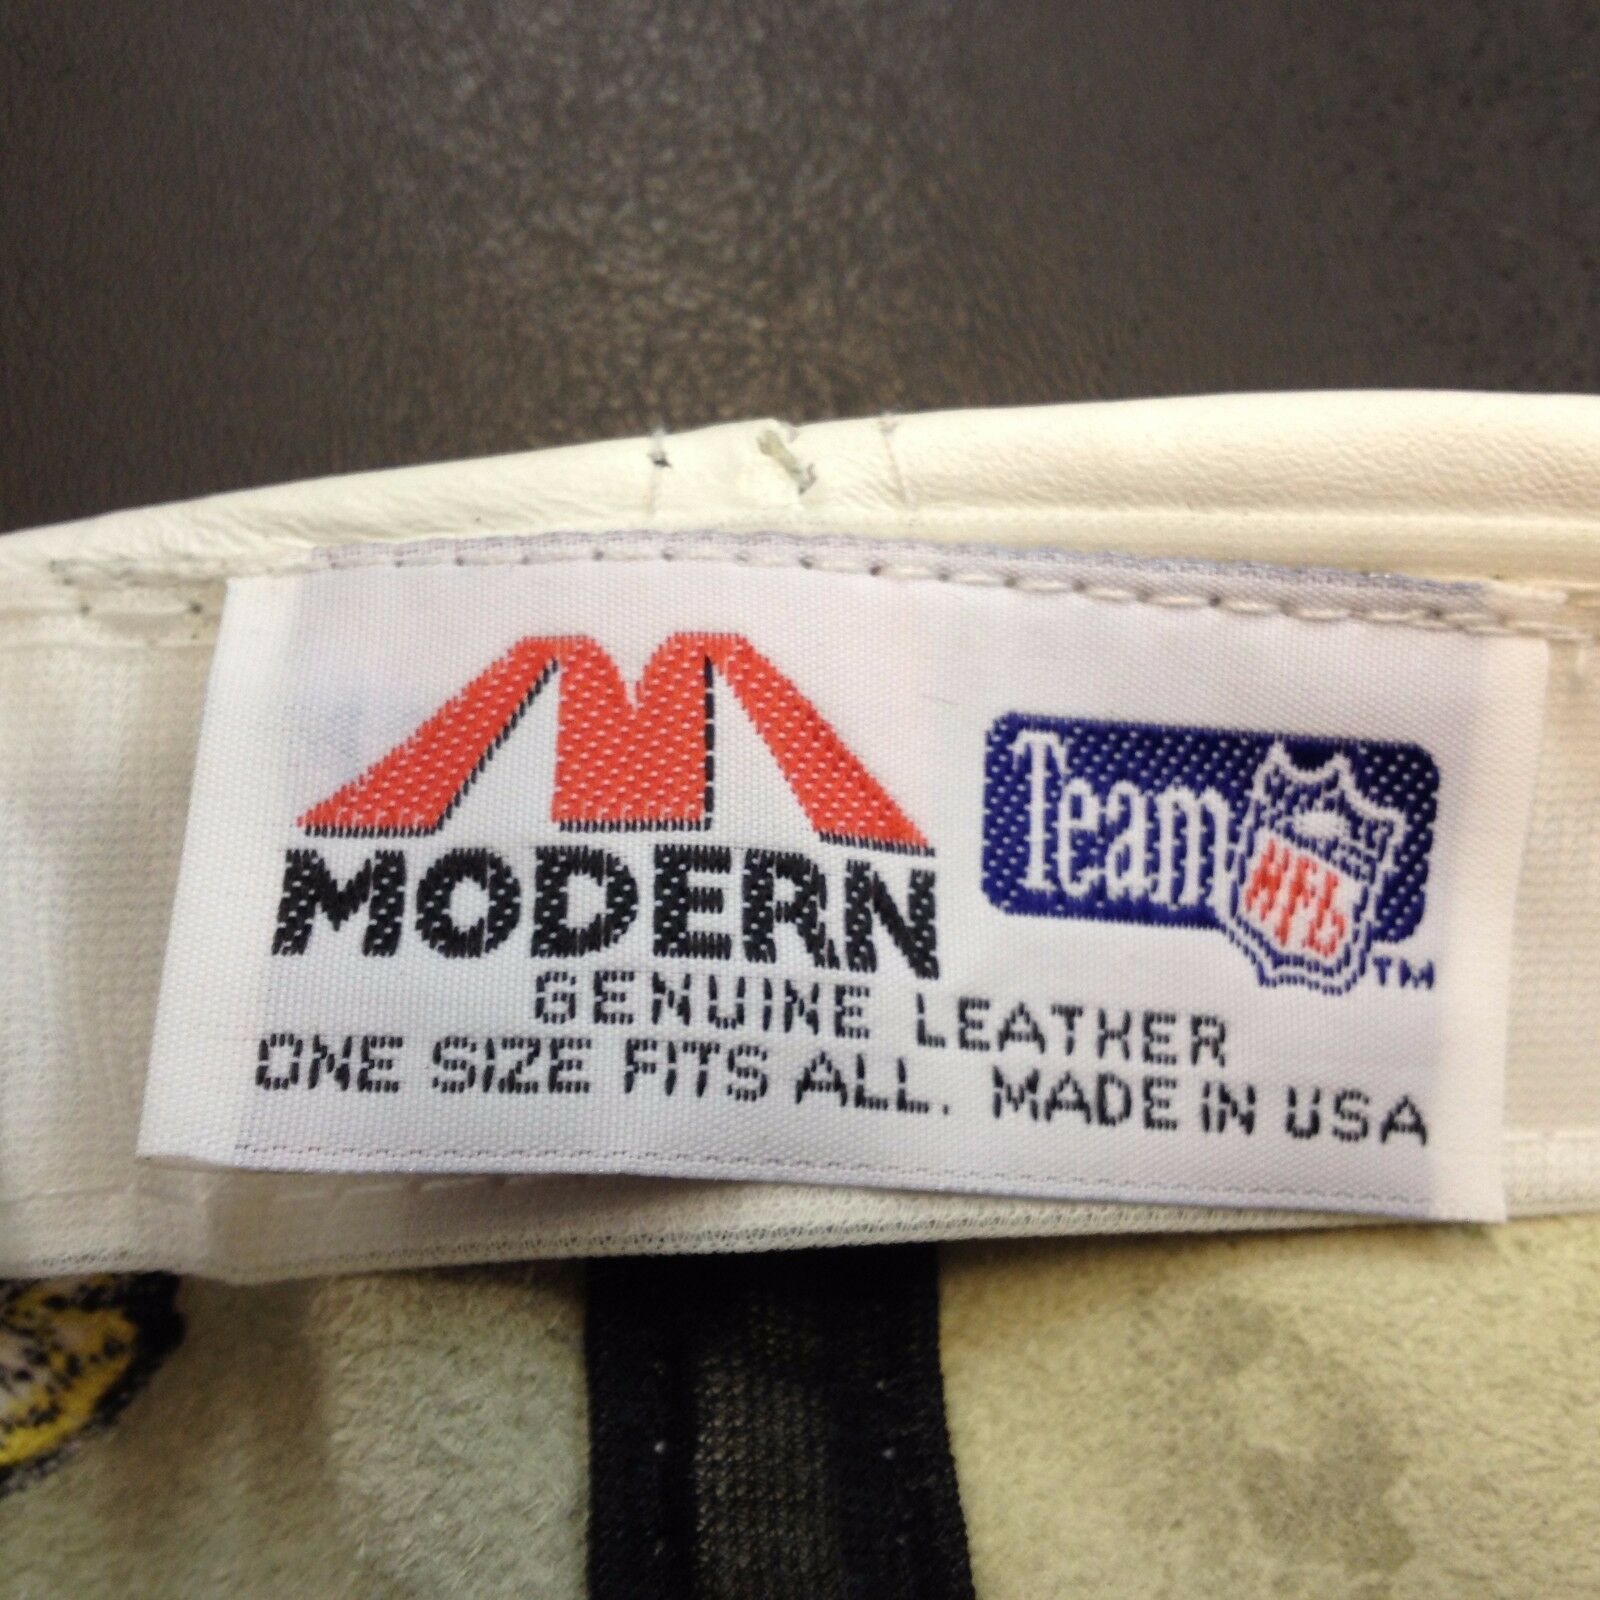 MODERN
Team NFL TM
GENUINE LEATHER
ONE SIZE FITS ALL. MADE IN USA